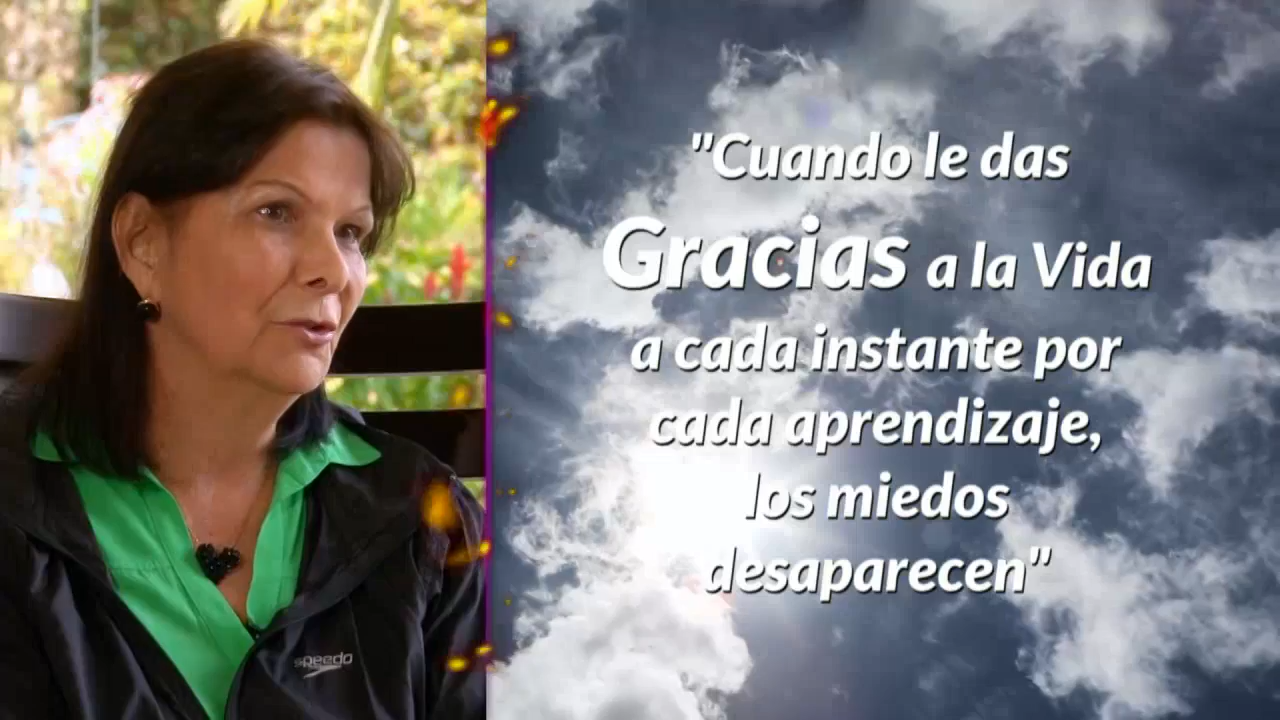 "Cuando le das
Gracias a la Vida
a cada instante por
cada aprendizaje,
los miedos
desaparecen"
speedo